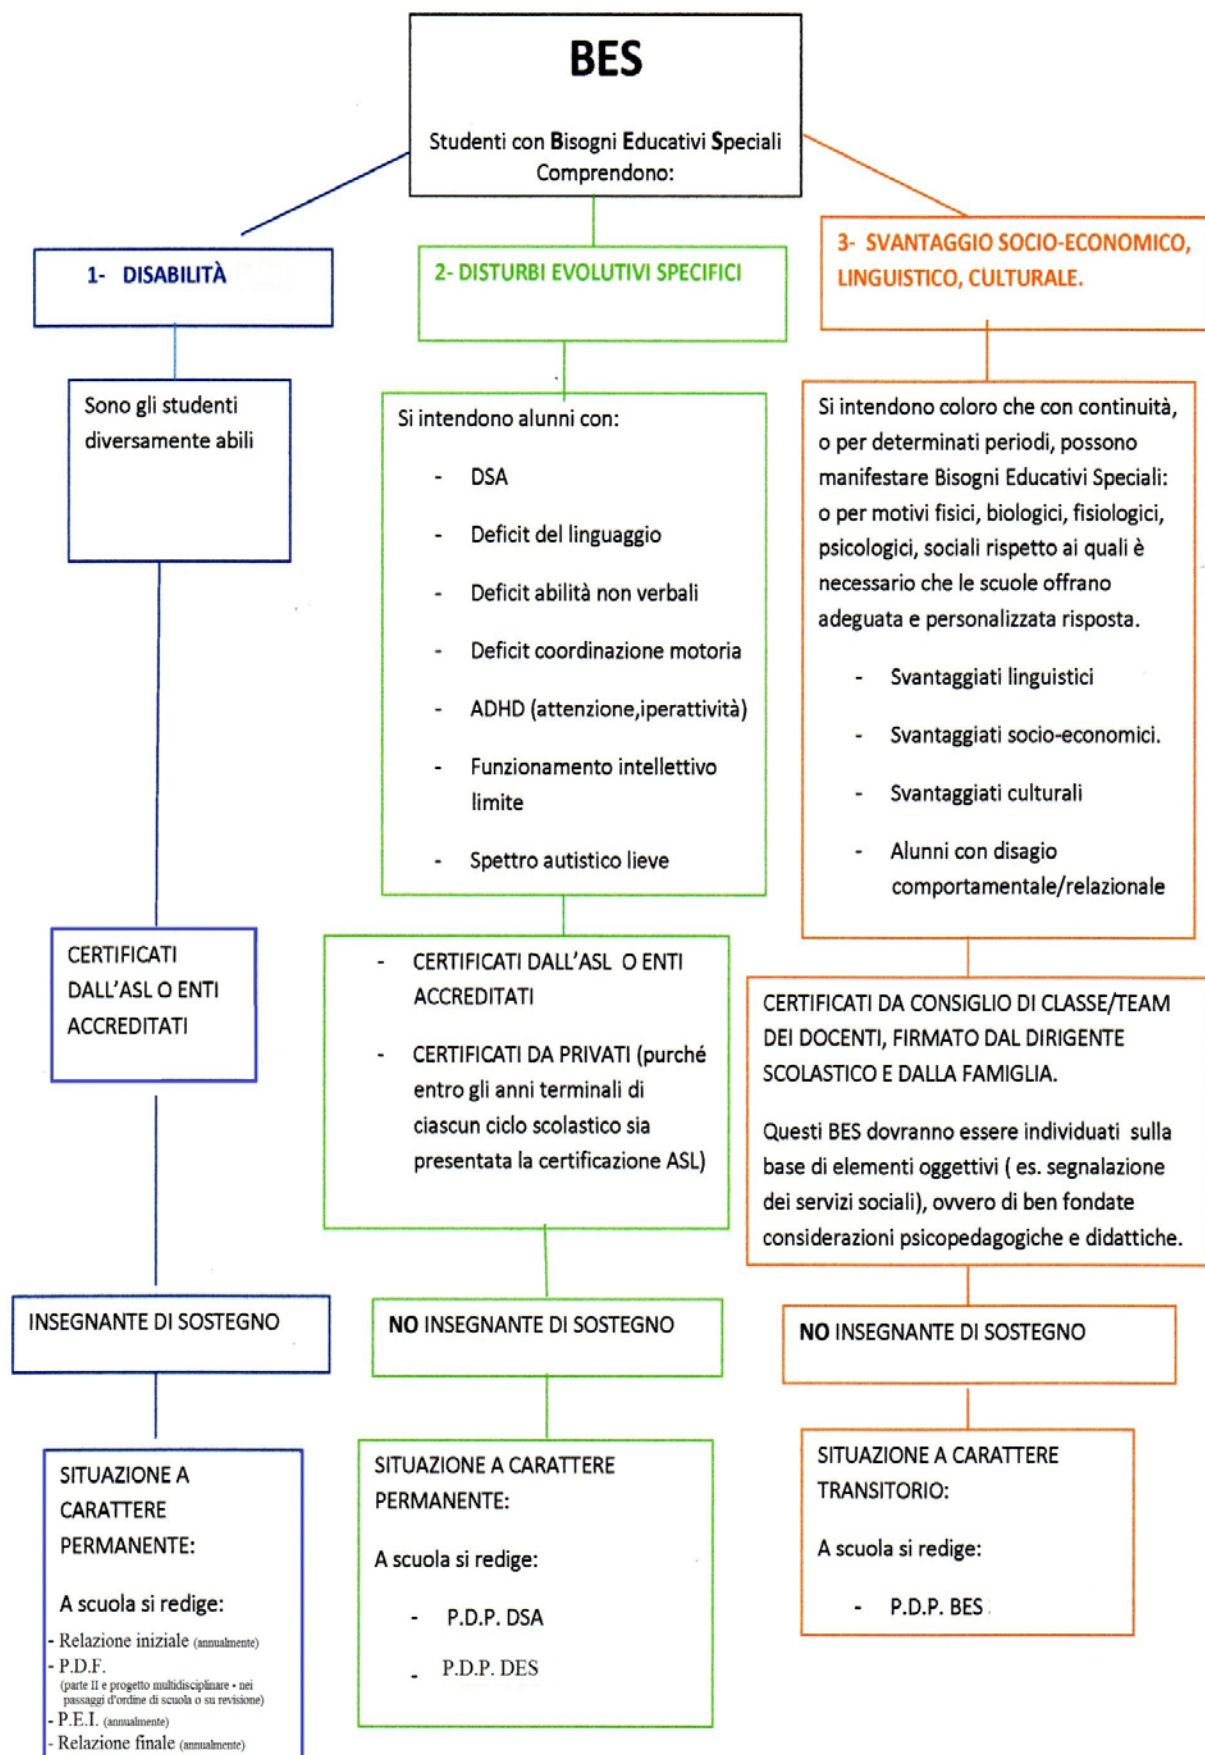 BES
Studenti con Bisogni Educativi Speciali
Comprendono:
1- DISABILITÀ
Sono gli studenti
diversamente abili
CERTIFICATI
DALL'ASL O ENTI
ACCREDITATI
INSEGNANTE DI SOSTEGNO
SITUAZIONE A
CARATTERE
PERMANENTE:
A scuola si redige:
- Relazione iniziale (annualmente)
- P.D.F.
(parte II e progetto multidisciplinare - nei
passaggi d'ordine di scuola o su revisione)
- P.E.I. (annualmente)
- Relazione finale (annualmente)
2- DISTURBI EVOLUTIVI SPECIFICI
Si intendono alunni con:
- DSA
- Deficit del linguaggio
- Deficit abilità non verbali
- Deficit coordinazione motoria
- ADHD (attenzione,iperattività)
- Funzionamento intellettivo
limite
- Spettro autistico lieve
- CERTIFICATI DALL'ASL O ENTI
ACCREDITATI
- CERTIFICATI DA PRIVATI (purché
entro gli anni terminali di
ciascun ciclo scolastico sia
presentata la certificazione ASL)
NO INSEGNANTE DI SOSTEGNO
SITUAZIONE A CARATTERE
PERMANENTE:
A scuola si redige:
- P.D.P. DSA
- P.D.P. DES
3- SVANTAGGIO SOCIO-ECONOMICO,
LINGUISTICO, CULTURALE.
Si intendono coloro che con continuità,
o per determinati periodi, possono
manifestare Bisogni Educativi Speciali:
o per motivi fisici, biologici, fisiologici,
psicologici, sociali rispetto ai quali è
necessario che le scuole offrano
adeguata e personalizzata risposta.
- Svantaggiati linguistici
- Svantaggiati socio-economici.
- Svantaggiati culturali
- Alunni con disagio
comportamentale/relazionale
CERTIFICATI DA CONSIGLIO DI CLASSE/TEAM
DEI DOCENTI, FIRMATO DAL DIRIGENTE
SCOLASTICO E DALLA FAMIGLIA.
Questi BES dovranno essere individuati sulla
base di elementi oggettivi ( es. segnalazione
dei servizi sociali), ovvero di ben fondate
considerazioni psicopedagogiche e didattiche.
NO INSEGNANTE DI SOSTEGNO
SITUAZIONE A CARATTERE
TRANSITORIO:
A scuola si redige:
- P.D.P. BES